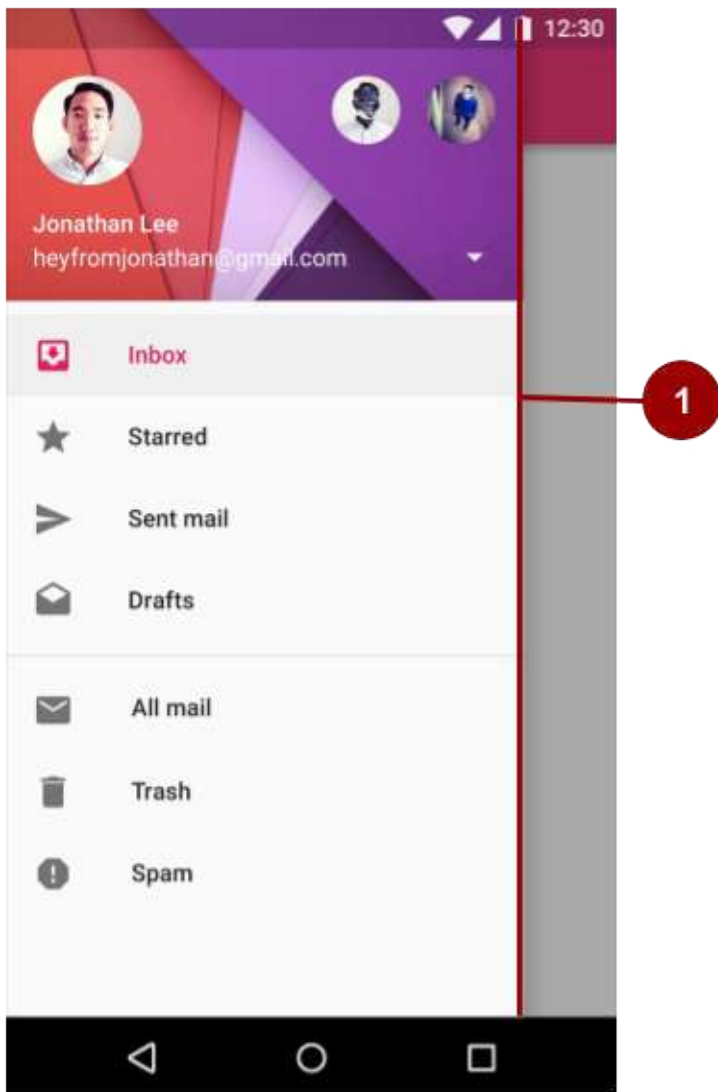 12:30
Jonathan Lee
heyfromjonathan@gmail.com
Inbox
1
Starred
Sent mail
Drafts
All mail
Trash
Spam